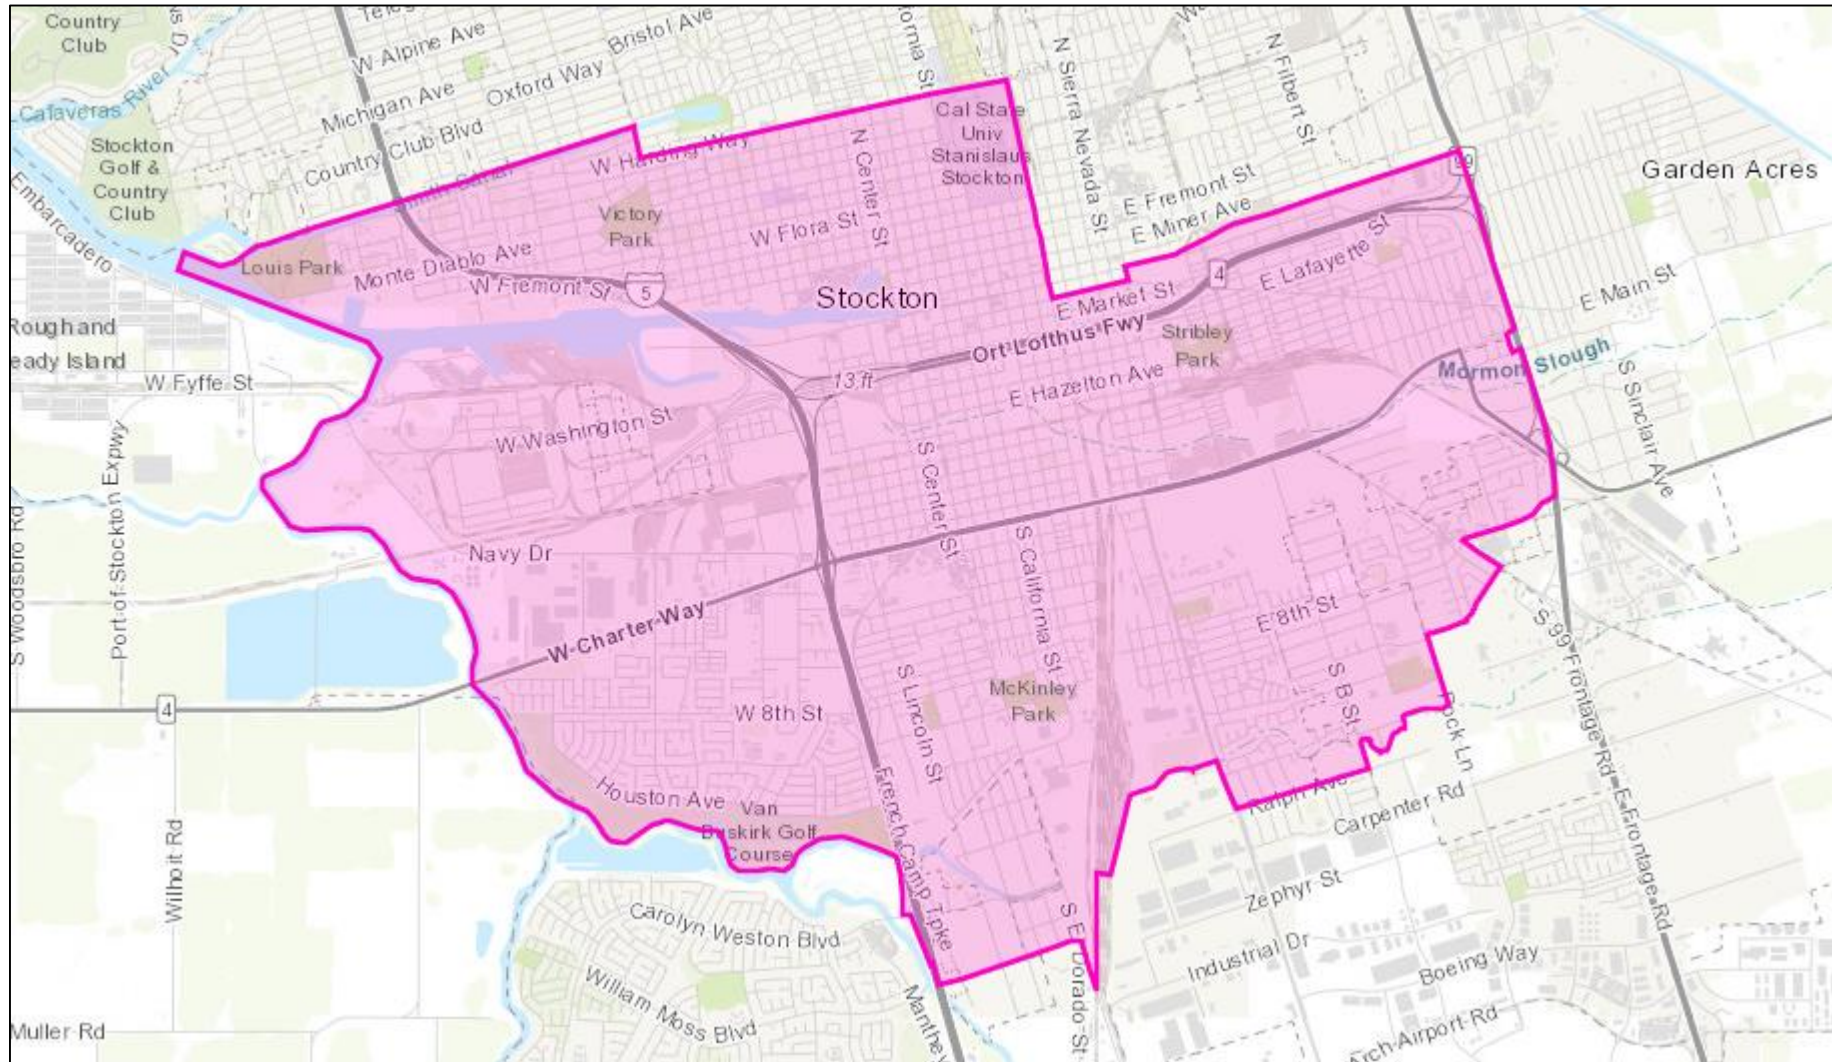 Country
Club
W Alpine Ave
Bristol Ave
Oxford Way
Michigan Ave
Country Club Blvd
Calaveras River
Stockton
Golf &
Country
Club
Embarcadero
W Harding Way
N Center St
Cal State
Univ
Stanislaus
Stockton
N Sierra Nevada St
N Filbert St
99
Garden Acres
E Fremont St
E Miner Ave
Victory
Park
W Flora St
Louis Park
Monte Diablo Ave
W Fremont St
5
Stockton
E Market St
4
E Lafayette St
E Main St
Ort Lofthus Fwy
Stribley
Park
13 ft
E Hazelton Ave
Mormon Slough
S Sinclair Ave
Rough and
eady Island
W Fyffe St
W Washington St
S Center St
S California St
Port of Stockton Expwy
S Woodsbro Rd
Navy Dr
W Charter Way
E 8th St
S B St
S 99 Frontage Rd
E Frontage Rd
4
W 8th St
S Lincoln St
McKinley
Park
Houston Ave
Van
Buskirk Golf
Course
French Camp Tpke
Ralph Ave
Carpenter Rd
Wilhoit Rd
Carolyn Weston Blvd
William Moss Blvd
Zephyr St
Industrial Dr
Boeing Way
Muller Rd
Manthey
Dorado St
Arch-Airport Rd